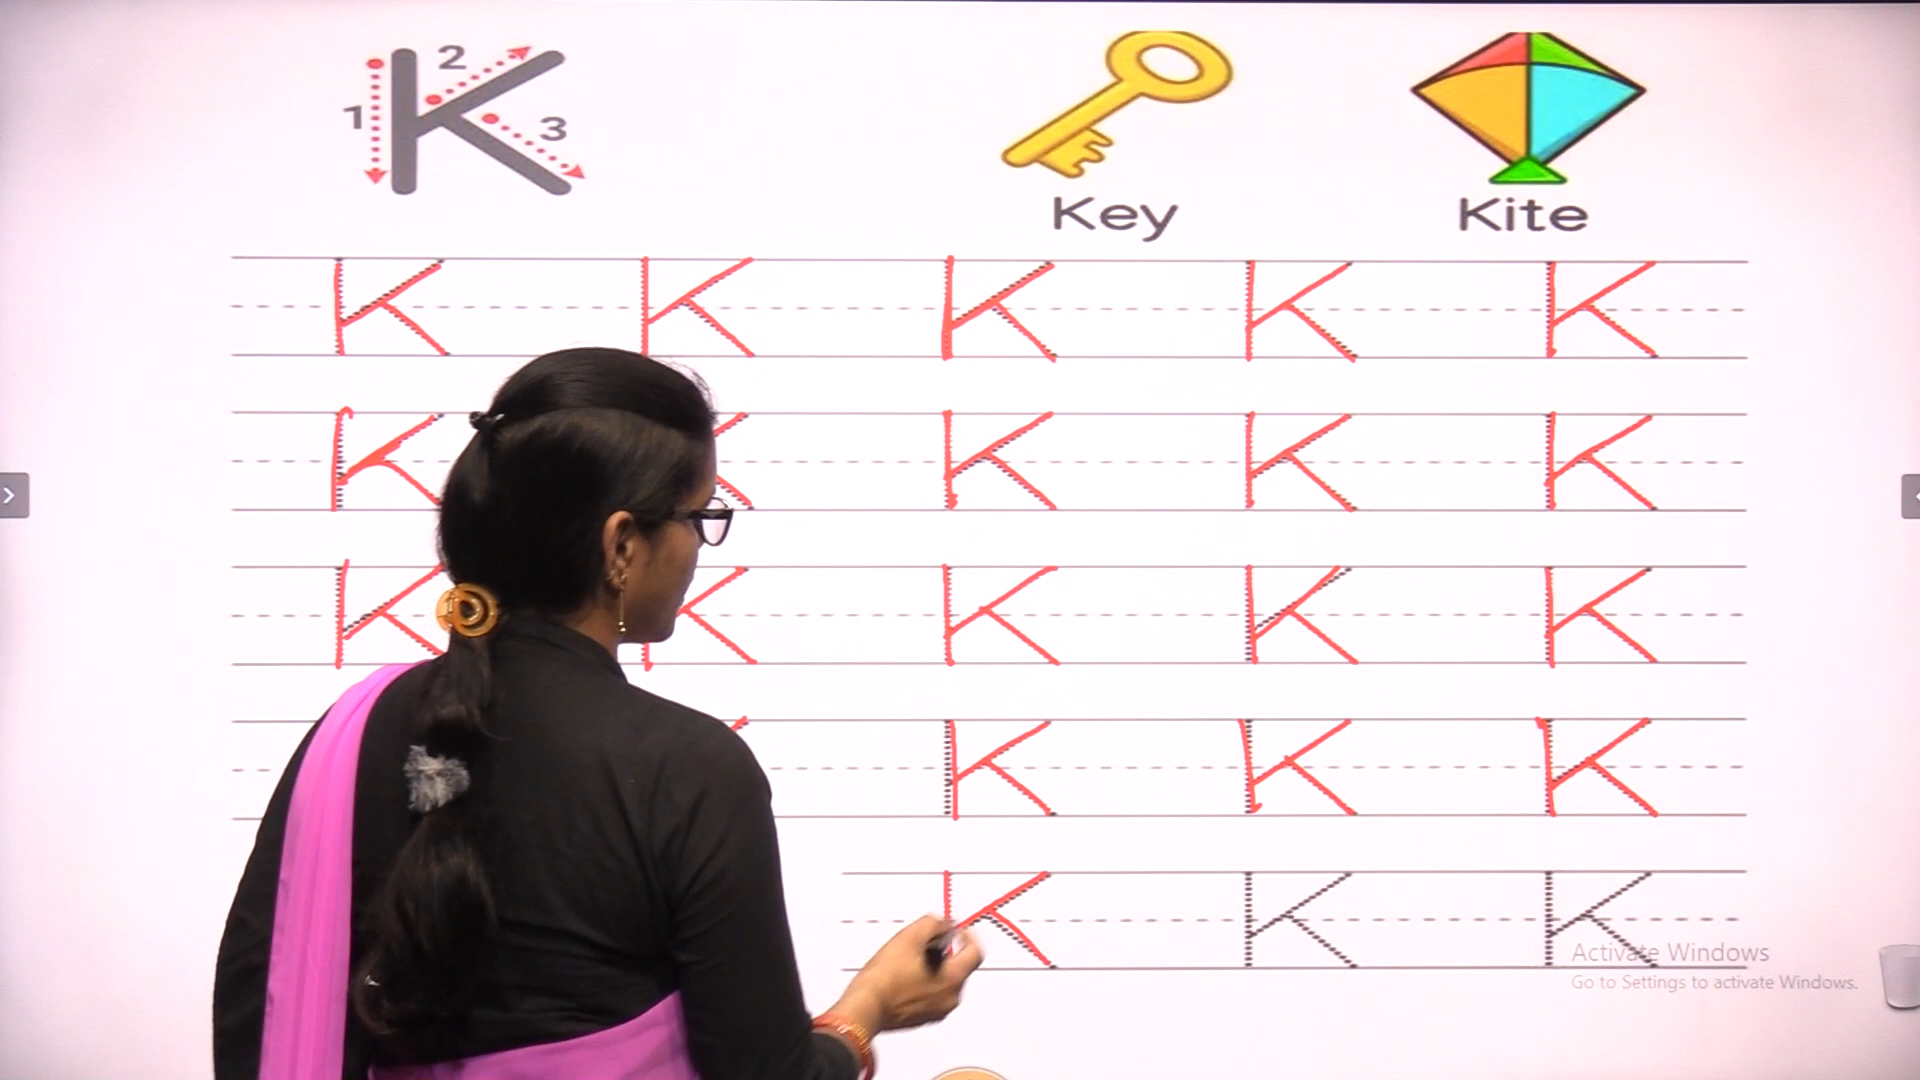 1 2 3 K
Key Kite
K K K K K
K K K K K
K K K K K
K K K
K K K
Activate Windows
Go to Settings to activate Windows.